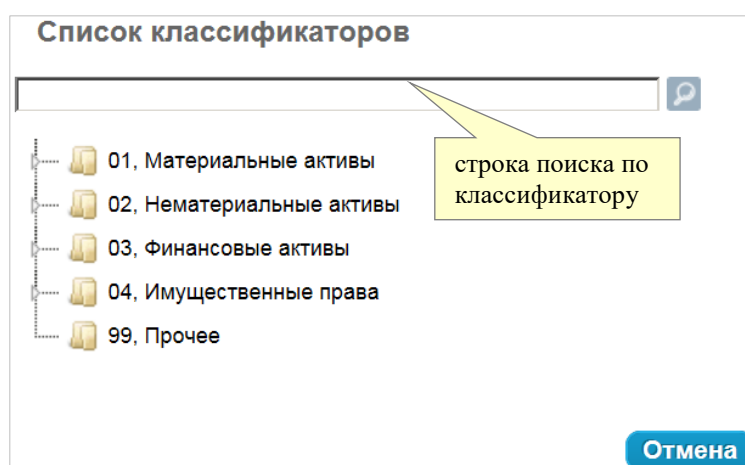 Список классификаторов
01, Материальные активы
строка поиска по
классификатору
02, Нематериальные активы
03, Финансовые активы
04, Имущественные права
99, Прочее
Отмена